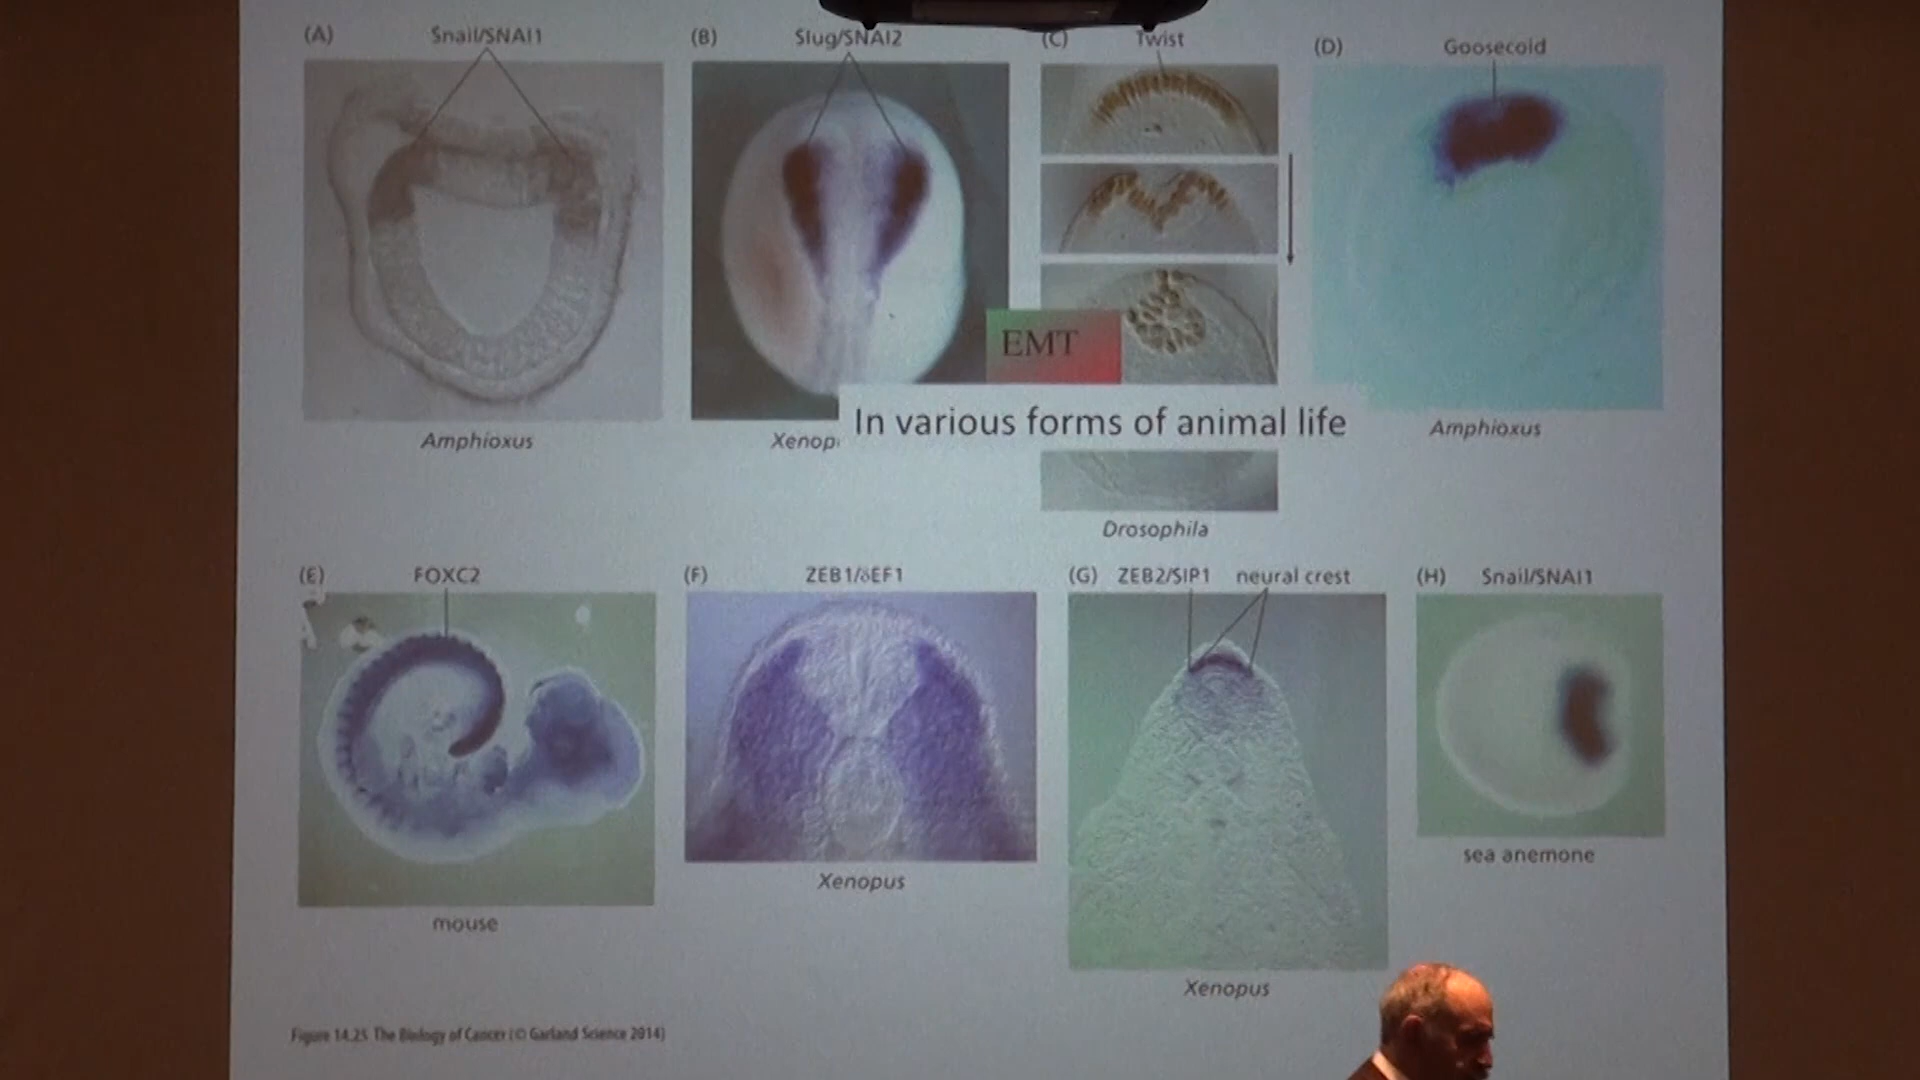 (A) Snail/SNAI1
(B) Slug/SNAI2
(C) Twist
(D) Goosecoid
EMT
In various forms of animal life
Amphioxus
Xenop
Amphioxus
Drosophila
(E) FOXC2
(F) ZEB1/δEF1
(G) ZEB2/SIP1 neural crest
(H) Snail/SNAI1
mouse
Xenopus
Xenopus
sea anemone
Figure 14.25 The Biology of Cancer (© Garland Science 2014)